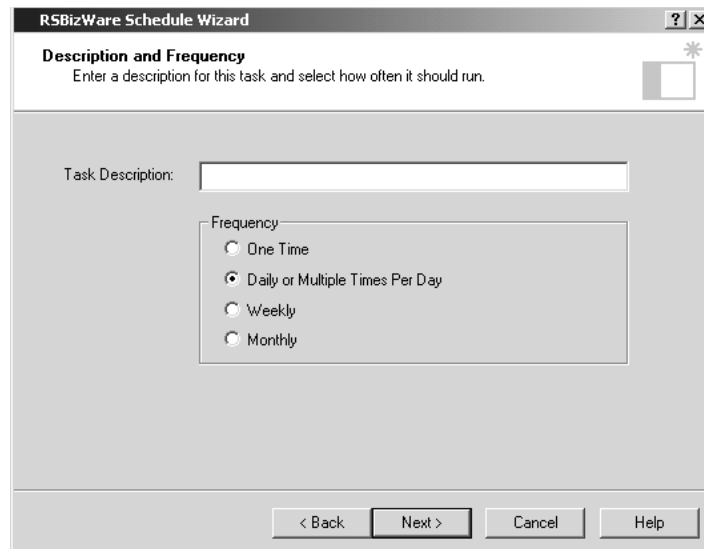 RSBizWare Schedule Wizard
Description and Frequency
Enter a description for this task and select how often it should run.
Task Description:
Frequency
One Time
Daily or Multiple Times Per Day
Weekly
Monthly
< Back Next > Cancel Help